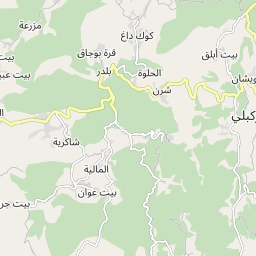 مزرعة
كوك داغ
قرة بوجاق
بيت أبلق
بلدر
الحلوة
شرن
شاكرية
المالية
بيت عوان